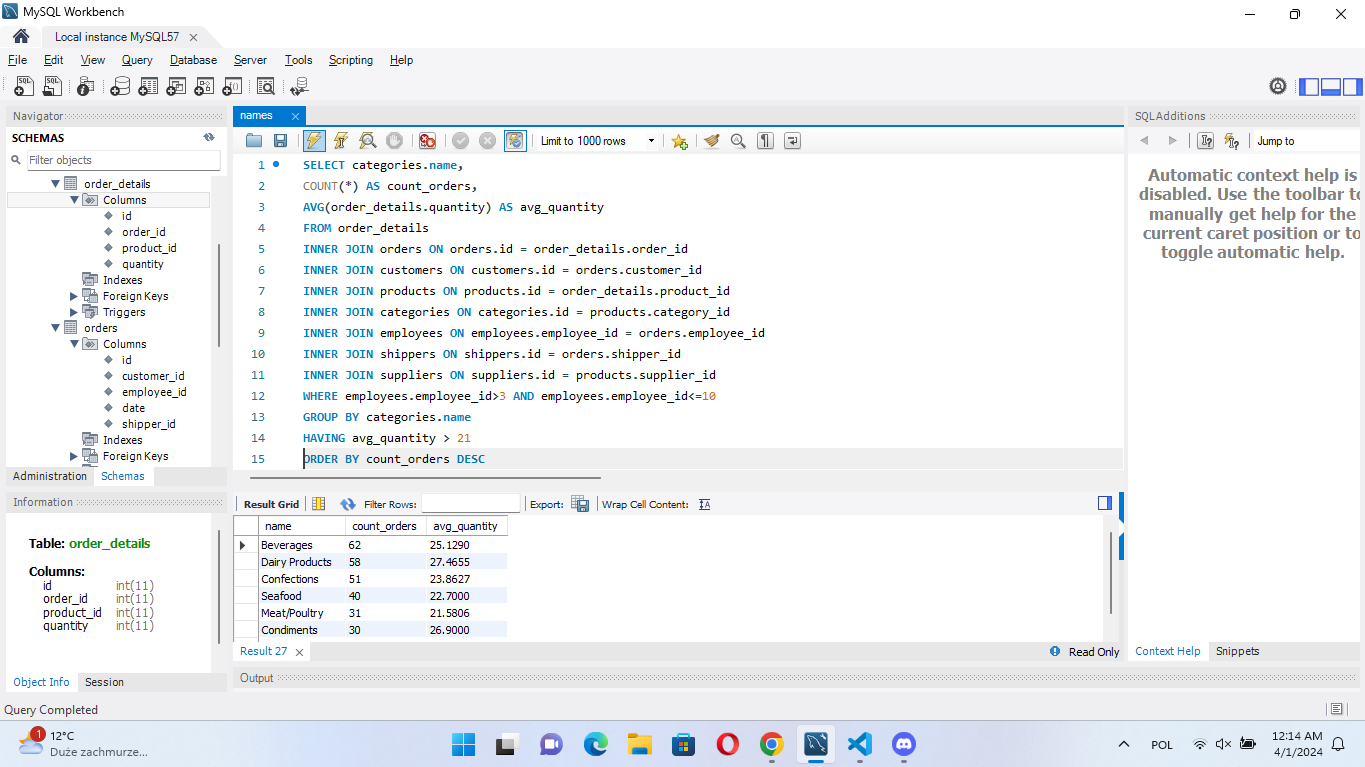 MySQL Workbench
Local instance MySQL57
File Edit View Query Database Server Tools Scripting Help
Navigator
SCHEMAS
Filter objects
order_details
Columns
id
order_id
product_id
quantity
Indexes
Foreign Keys
Triggers
orders
Columns
id
customer_id
employee_id
date
shipper_id
Indexes
Foreign Keys
Administration Schemas
Information
Table: order_details
Columns:
id int(11)
order_id int(11)
product_id int(11)
quantity int(11)
Object Info Session
names
Limit to 1000 rows
1 SELECT categories.name,
2 COUNT(*) AS count_orders,
3 AVG(order_details.quantity) AS avg_quantity
4 FROM order_details
5 INNER JOIN orders ON orders.id = order_details.order_id
6 INNER JOIN customers ON customers.id = orders.customer_id
7 INNER JOIN products ON products.id = order_details.product_id
8 INNER JOIN categories ON categories.id = products.category_id
9 INNER JOIN employees ON employees.employee_id = orders.employee_id
10 INNER JOIN shippers ON shippers.id = orders.shipper_id
11 INNER JOIN suppliers ON suppliers.id = products.supplier_id
12 WHERE employees.employee_id>3 AND employees.employee_id<=10
13 GROUP BY categories.name
14 HAVING avg_quantity > 21
15 ORDER BY count_orders DESC
Result Grid Filter Rows: Export: Wrap Cell Content:
name count_orders avg_quantity
Beverages 62 25.1290
Dairy Products 58 27.4655
Confections 51 23.8627
Seafood 40 22.7000
Meat/Poultry 31 21.5806
Condiments 30 26.9000
Result 27 Read Only
Output
SQLAdditions
Jump to
Automatic context help is
disabled. Use the toolbar to
manually get help for the
current caret position or to
toggle automatic help.
Context Help Snippets
Query Completed
1
12°C
Duże zachmurze...
POL
12:14 AM
4/1/2024